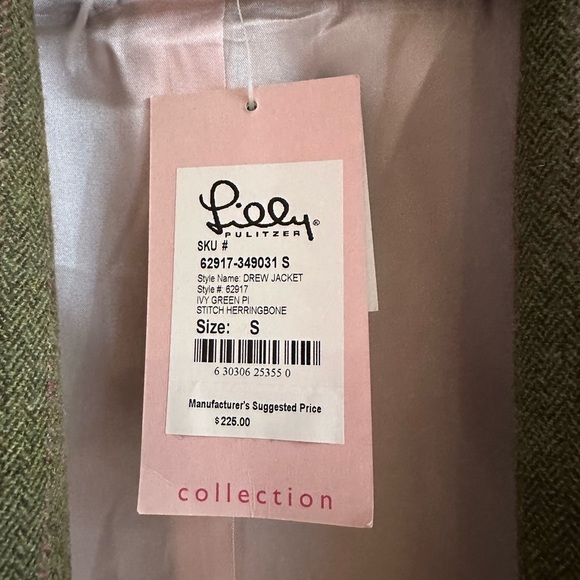 Lilly®
PULITZER
SKU #
62917-349031 S
Style Name: DREW JACKET
Style #: 62917
IVY GREEN PI
STITCH HERRINGBONE
Size: S
6 30306 25355 0
Manufacturer's Suggested Price
$225.00
collection